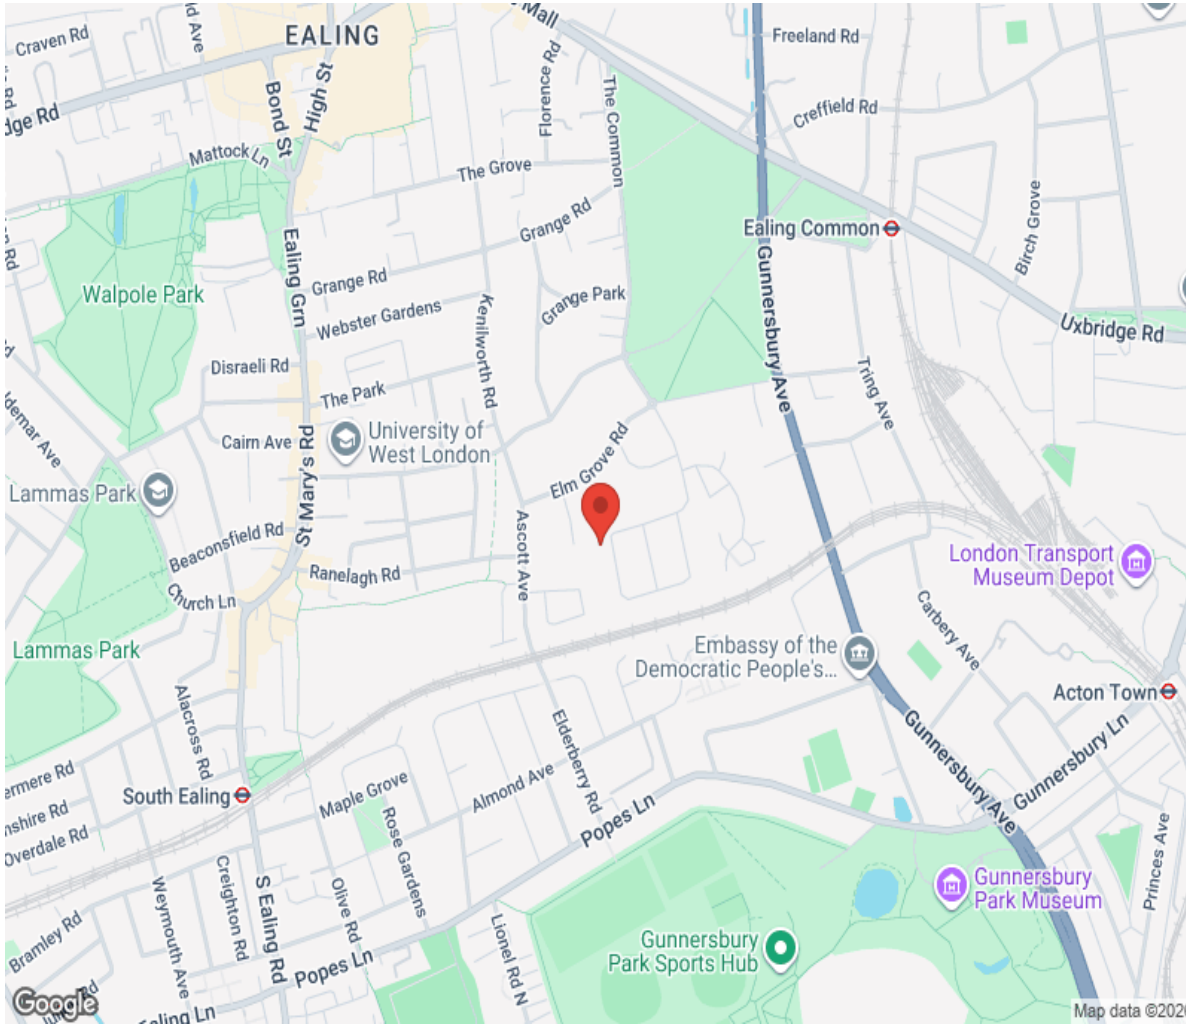 Mall
EALING
Craven Rd
Freeland Rd
High St
Bond St
Florence Rd
The Common
Creffield Rd
Mattock Ln
The Grove
Birch Grove
Grange Rd
Ealing Common
Ealing Grn
Gunnersbury Ave
Walpole Park
Grange Rd
Grange Park
Webster Gardens
Kenilworth Rd
Uxbridge Rd
Disraeli Rd
The Park
Tring Ave
Cairn Ave
St Mary's Rd
University of
West London
Elm Grove Rd
Lammas Park
Beaconsfield Rd
Ascott Ave
London Transport
Museum Depot
Ranelagh Rd
Church Ln
Carbery Ave
Lammas Park
Embassy of the
Democratic People's...
Acton Town
Alacross Rd
Elderberry Rd
Gunnersbury Ave
Gunnersbury Ln
South Ealing
Maple Grove
Almond Ave
Popes Ln
Overdale Rd
Rose Gardens
Princes Ave
Creighton Rd
Weymouth Ave
Olive Rd
S Ealing Rd
Gunnersbury
Park Museum
Bramley Rd
Lionel Rd N
Gunnersbury
Park Sports Hub
Popes Ln
Google
Map data ©2026